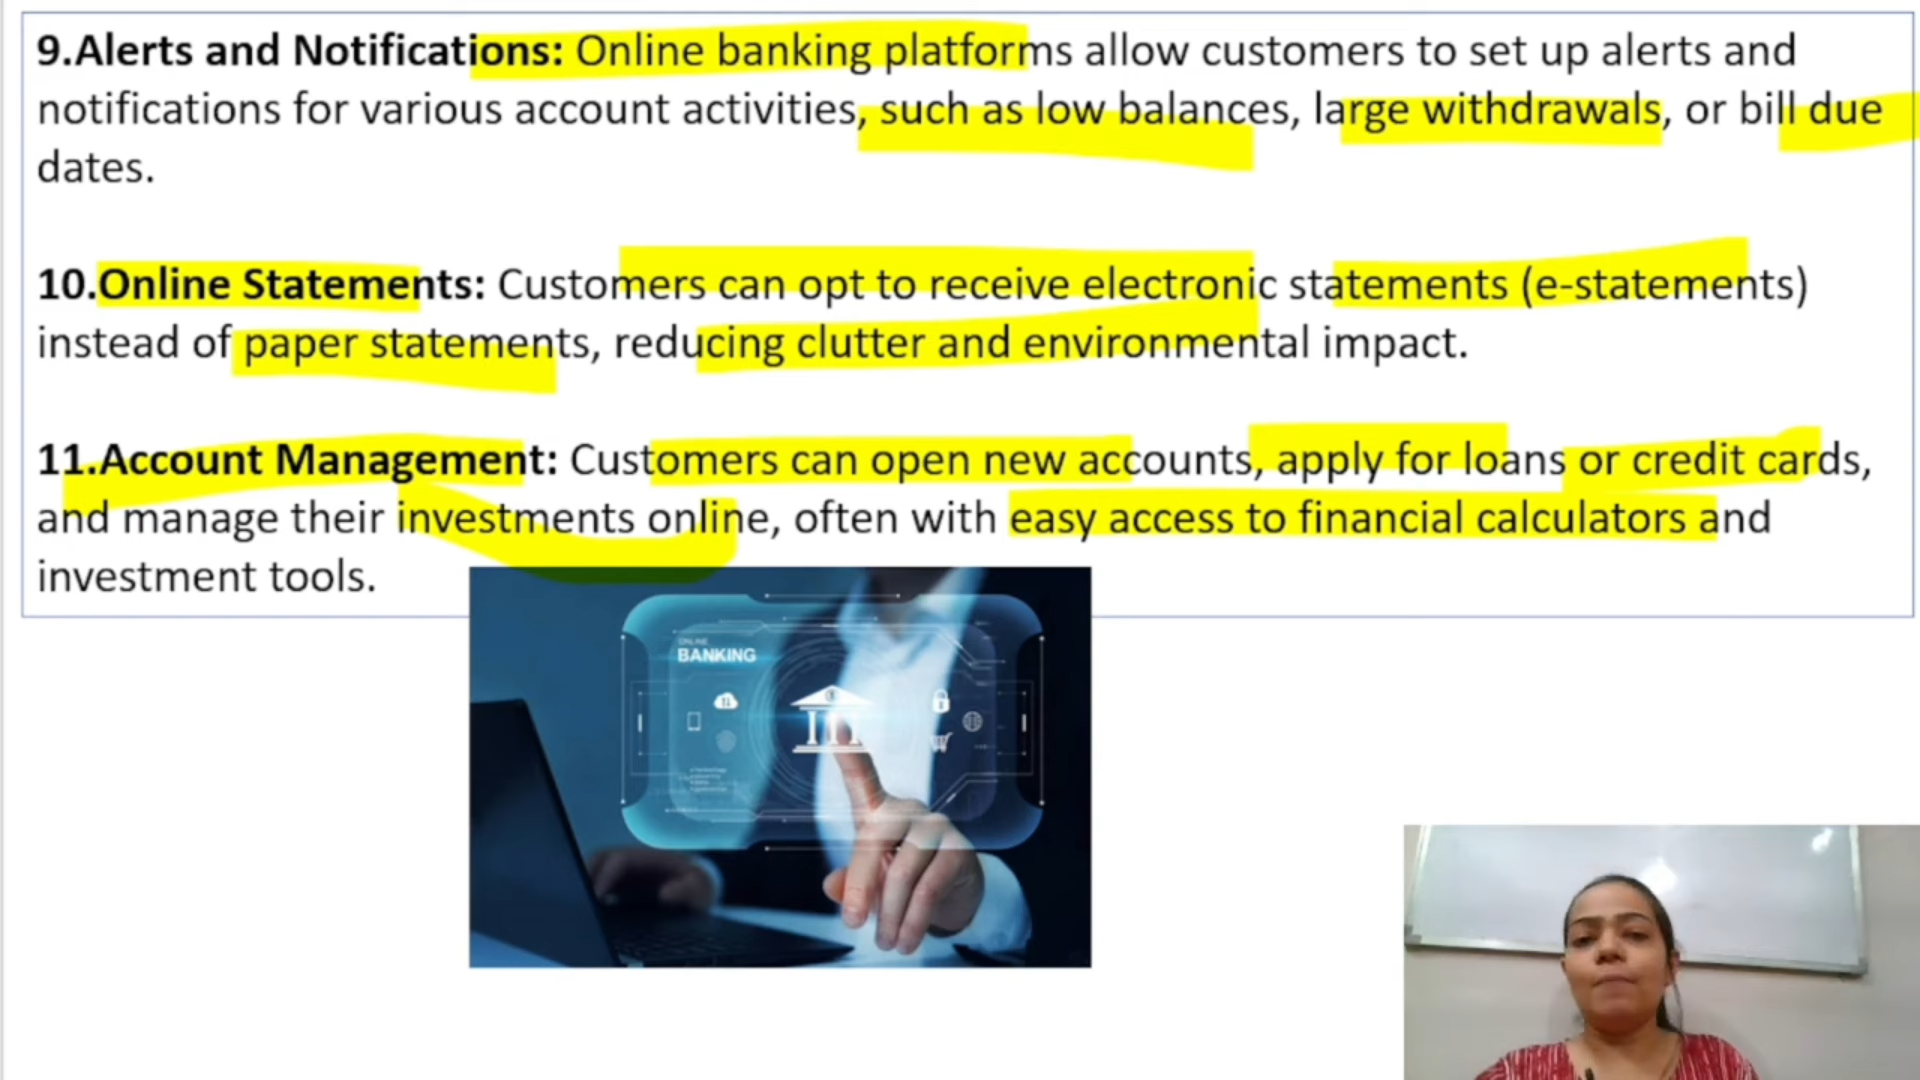 9.Alerts and Notifications: Online banking platforms allow customers to set up alerts and
notifications for various account activities, such as low balances, large withdrawals, or bill due
dates.
10.Online Statements: Customers can opt to receive electronic statements (e-statements)
instead of paper statements, reducing clutter and environmental impact.
11.Account Management: Customers can open new accounts, apply for loans or credit cards,
and manage their investments online, often with easy access to financial calculators and
investment tools.
ONLINE
BANKING